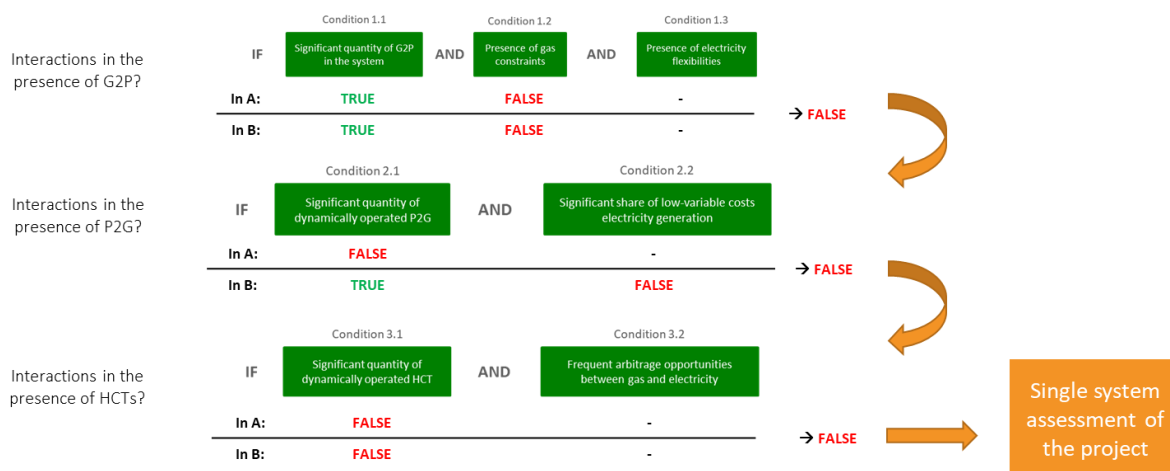 Interactions in the
presence of G2P?
Condition 1.1
Condition 1.2
Condition 1.3
IF
Significant quantity of G2P
in the system
AND
Presence of gas
constraints
AND
Presence of electricity
flexibilities
In A:
TRUE
FALSE
-
In B:
TRUE
FALSE
-
→ FALSE
Interactions in the
presence of P2G?
Condition 2.1
Condition 2.2
IF
Significant quantity of
dynamically operated P2G
AND
Significant share of low-variable costs
electricity generation
In A:
FALSE
-
In B:
TRUE
FALSE
→ FALSE
Interactions in the
presence of HCTs?
Condition 3.1
Condition 3.2
IF
Significant quantity of
dynamically operated HCT
AND
Frequent arbitrage opportunities
between gas and electricity
In A:
FALSE
-
In B:
FALSE
-
→ FALSE
Single system
assessment of
the project